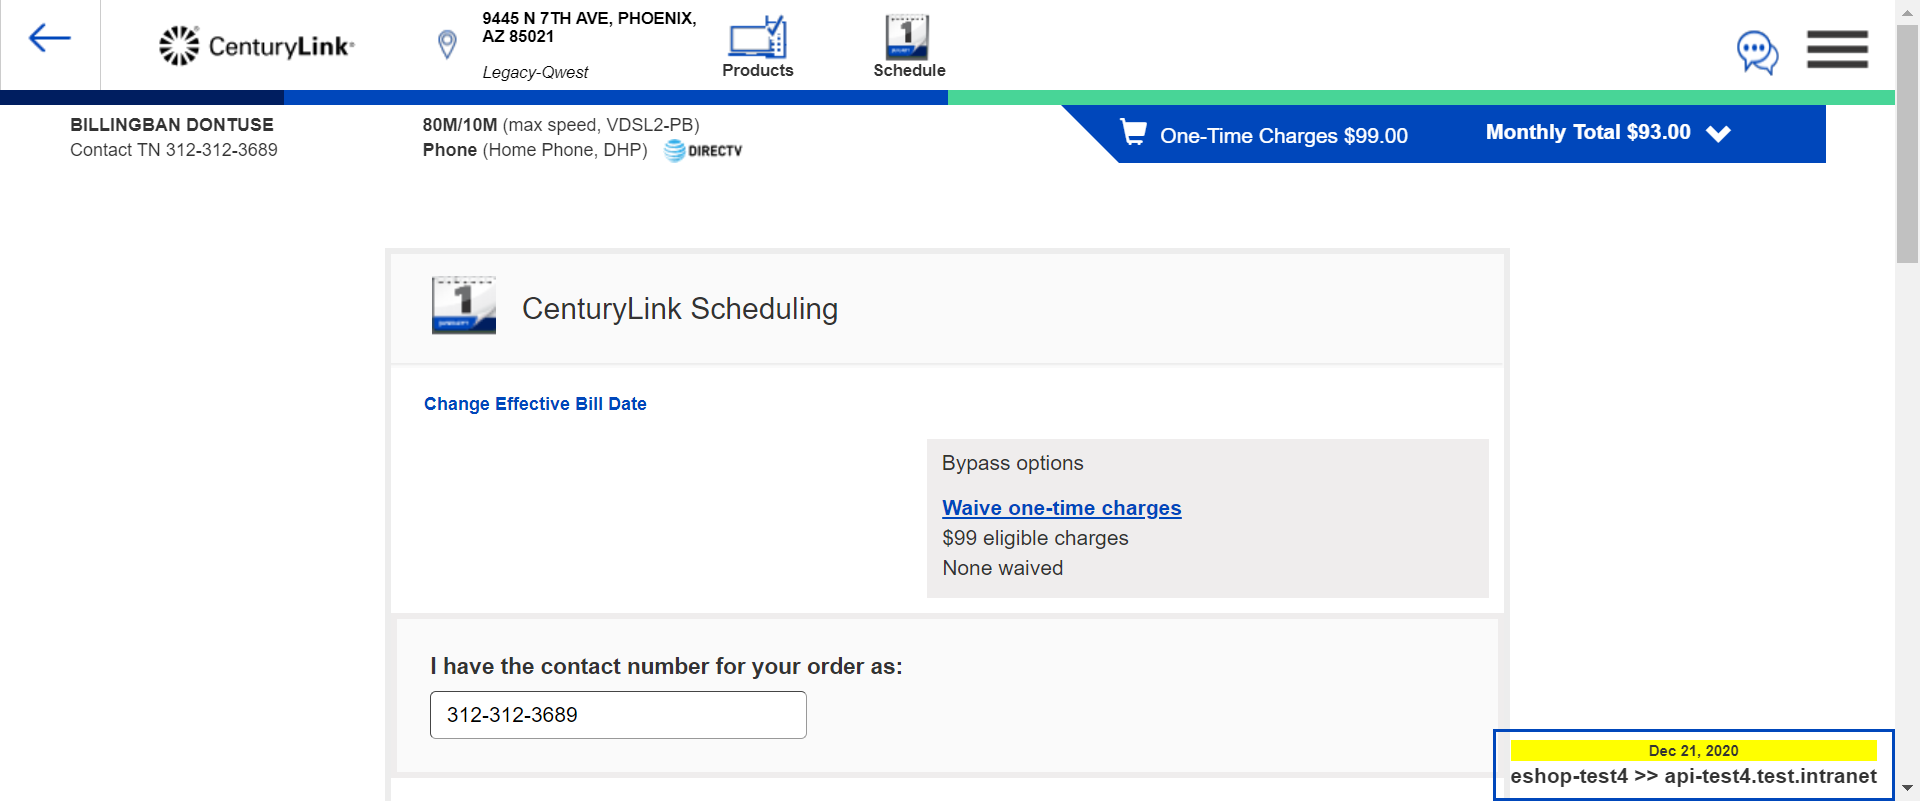 CenturyLink
9445 N 7TH AVE, PHOENIX,
AZ 85021
Legacy-Qwest
Products
1
Schedule
BILLINGBAN DONTUSE
Contact TN 312-312-3689
80M/10M (max speed, VDSL2-PB)
Phone (Home Phone, DHP)
DIRECTV
One-Time Charges $99.00
Monthly Total $93.00
1
CenturyLink Scheduling
Change Effective Bill Date
Bypass options
Waive one-time charges
$99 eligible charges
None waived
I have the contact number for your order as:
312-312-3689
Dec 21, 2020
eshop-test4 >> api-test4.test.intranet